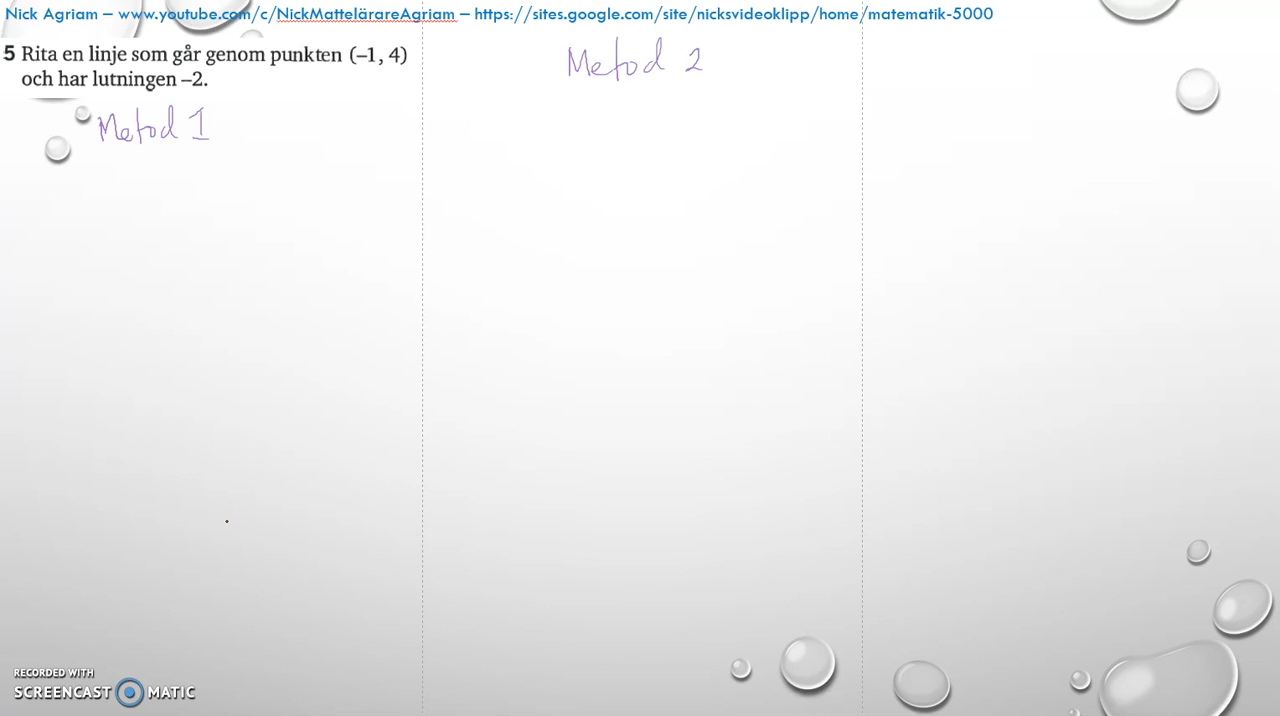 Nick Agriam – www.youtube.com/c/NickMattelärareAgriam – https://sites.google.com/site/nicksvideoklipp/home/matematik-5000
5 Rita en linje som går genom punkten (–1, 4)
och har lutningen –2.
Metod 1
Metod 2
RECORDED WITH
SCREENCAST MATIC